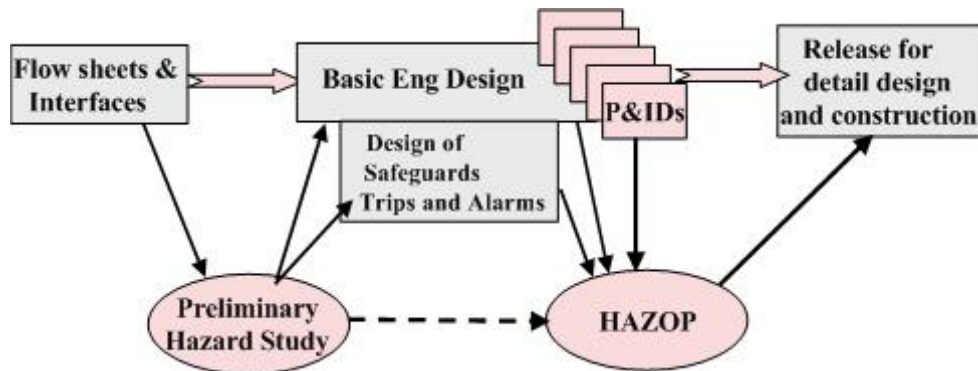 Flow sheets &
Interfaces
Basic Eng Design
P&IDs
Release for
detail design
and construction
Design of
Safeguards
Trips and Alarms
Preliminary
Hazard Study
HAZOP